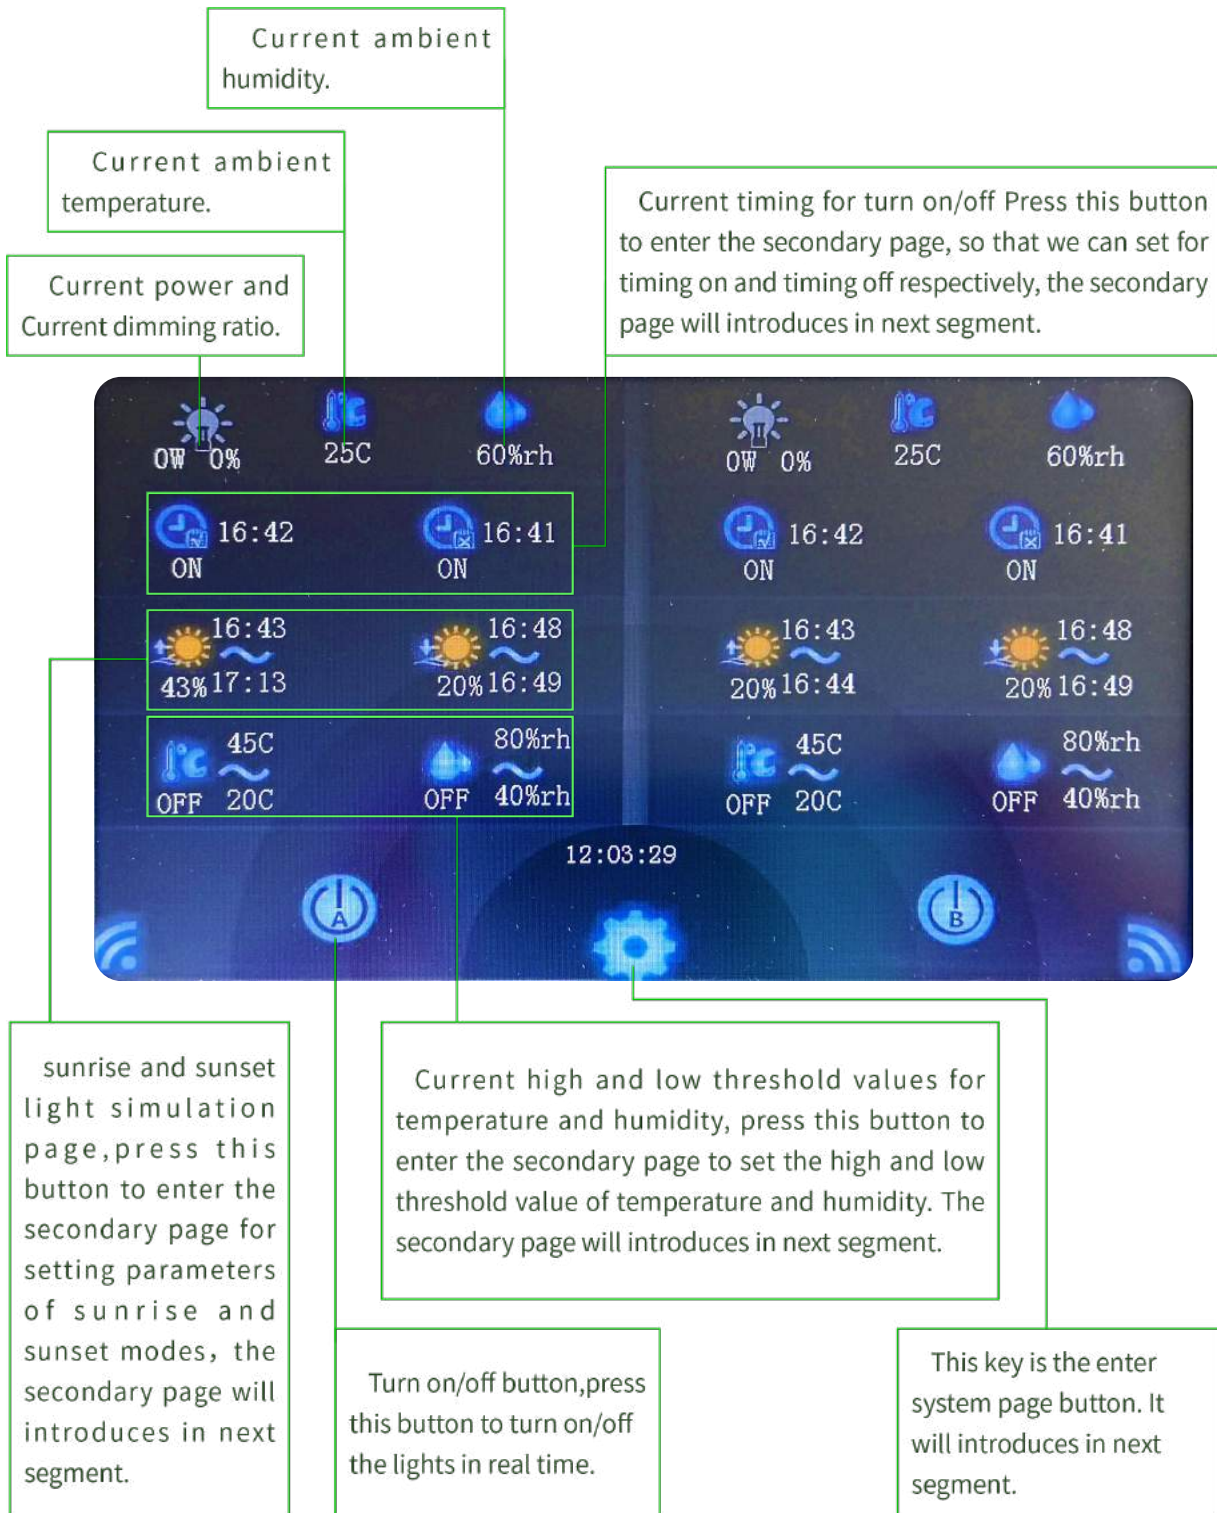 Current ambient
humidity.
Current ambient
temperature.
Current timing for turn on/off Press this button
to enter the secondary page, so that we can set for
timing on and timing off respectively, the secondary
page will introduces in next segment.
Current power and
Current dimming ratio.
0W 0%
25C
60%rh
0W 0%
25C
60%rh
16:42
ON
16:41
ON
16:42
ON
16:41
ON
16:43
43% 17:13
16:48
20% 16:49
16:43
20% 16:44
16:48
20% 16:49
45C
OFF 20C
80%rh
OFF 40%rh
45C
OFF 20C
80%rh
OFF 40%rh
12:03:29
A
B
sunrise and sunset
light simulation
page,press this
button to enter the
secondary page for
setting parameters
of sunrise and
sunset modes, the
secondary page will
introduces in next
segment.
Current high and low threshold values for
temperature and humidity, press this button to
enter the secondary page to set the high and low
threshold value of temperature and humidity. The
secondary page will introduces in next segment.
Turn on/off button,press
this button to turn on/off
the lights in real time.
This key is the enter
system page button. It
will introduces in next
segment.